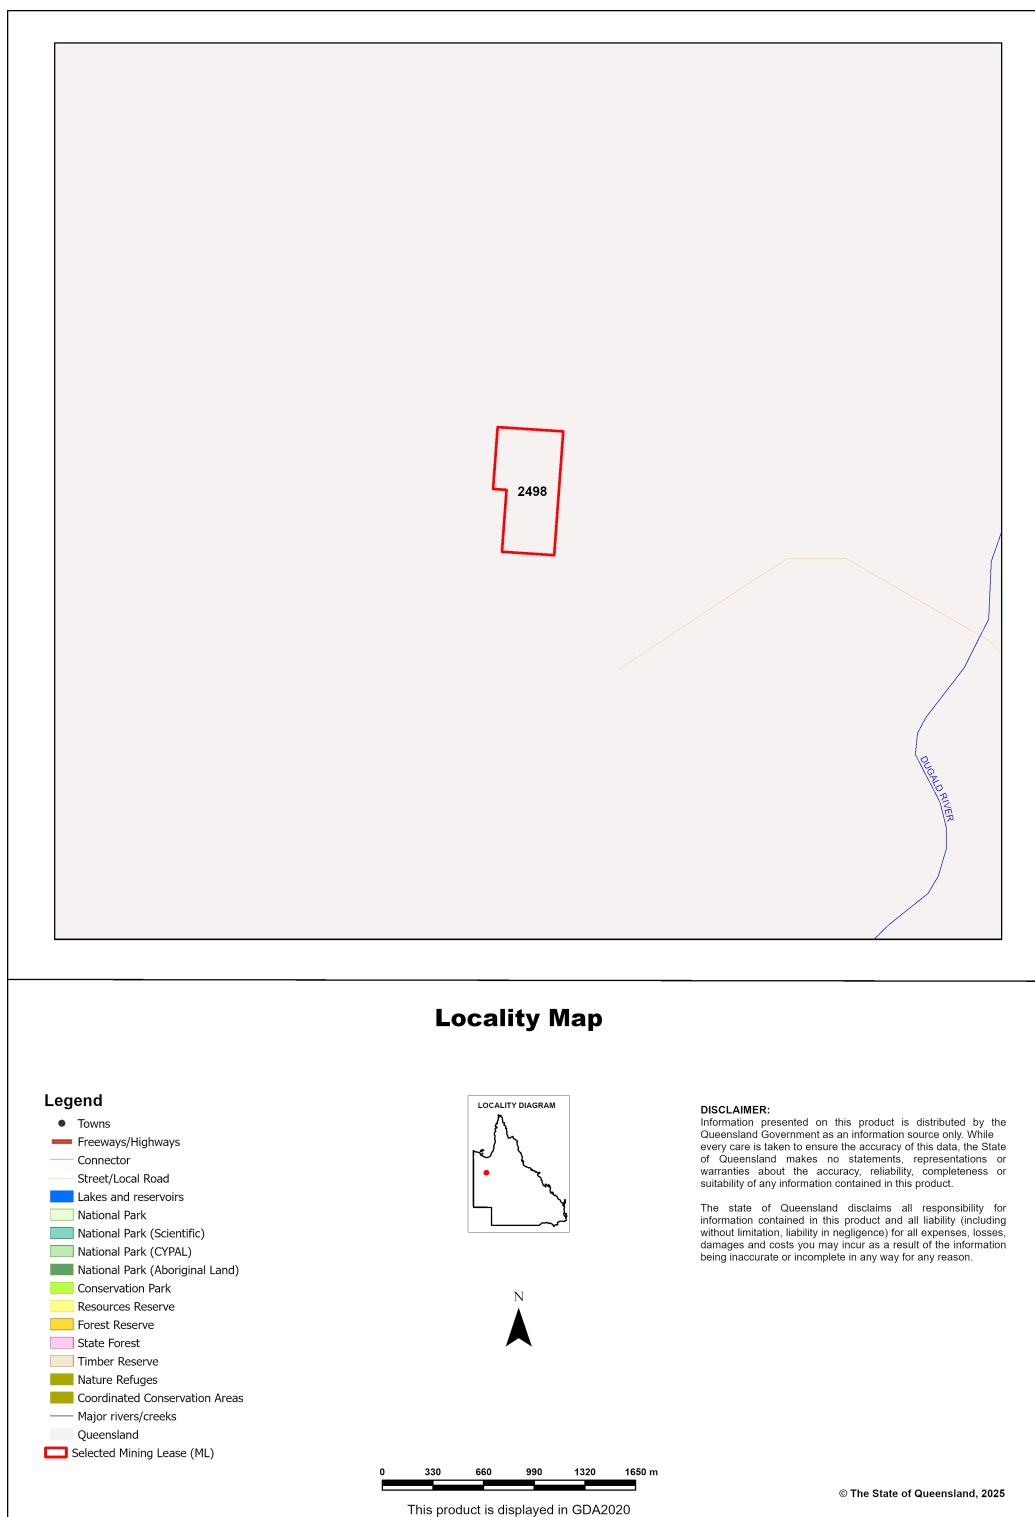 2498
DUGALD RIVER
Locality Map
Legend
Towns
Freeways/Highways
Connector
Street/Local Road
Lakes and reservoirs
National Park
National Park (Scientific)
National Park (CYPAL)
National Park (Aboriginal Land)
Conservation Park
Resources Reserve
Forest Reserve
State Forest
Timber Reserve
Nature Refuges
Coordinated Conservation Areas
Major rivers/creeks
Queensland
Selected Mining Lease (ML)
LOCALITY DIAGRAM
N
0 330 660 990 1320 1650 m
This product is displayed in GDA2020
DISCLAIMER:
Information presented on this product is distributed by the
Queensland Government as an information source only. While
every care is taken to ensure the accuracy of this data, the State
of Queensland makes no statements, representations or
warranties about the accuracy, reliability, completeness or
suitability of any information contained in this product.
The state of Queensland disclaims all responsibility for
information contained in this product and all liability (including
without limitation, liability in negligence) for all expenses, losses,
damages and costs you may incur as a result of the information
being inaccurate or incomplete in any way for any reason.
© The State of Queensland, 2025